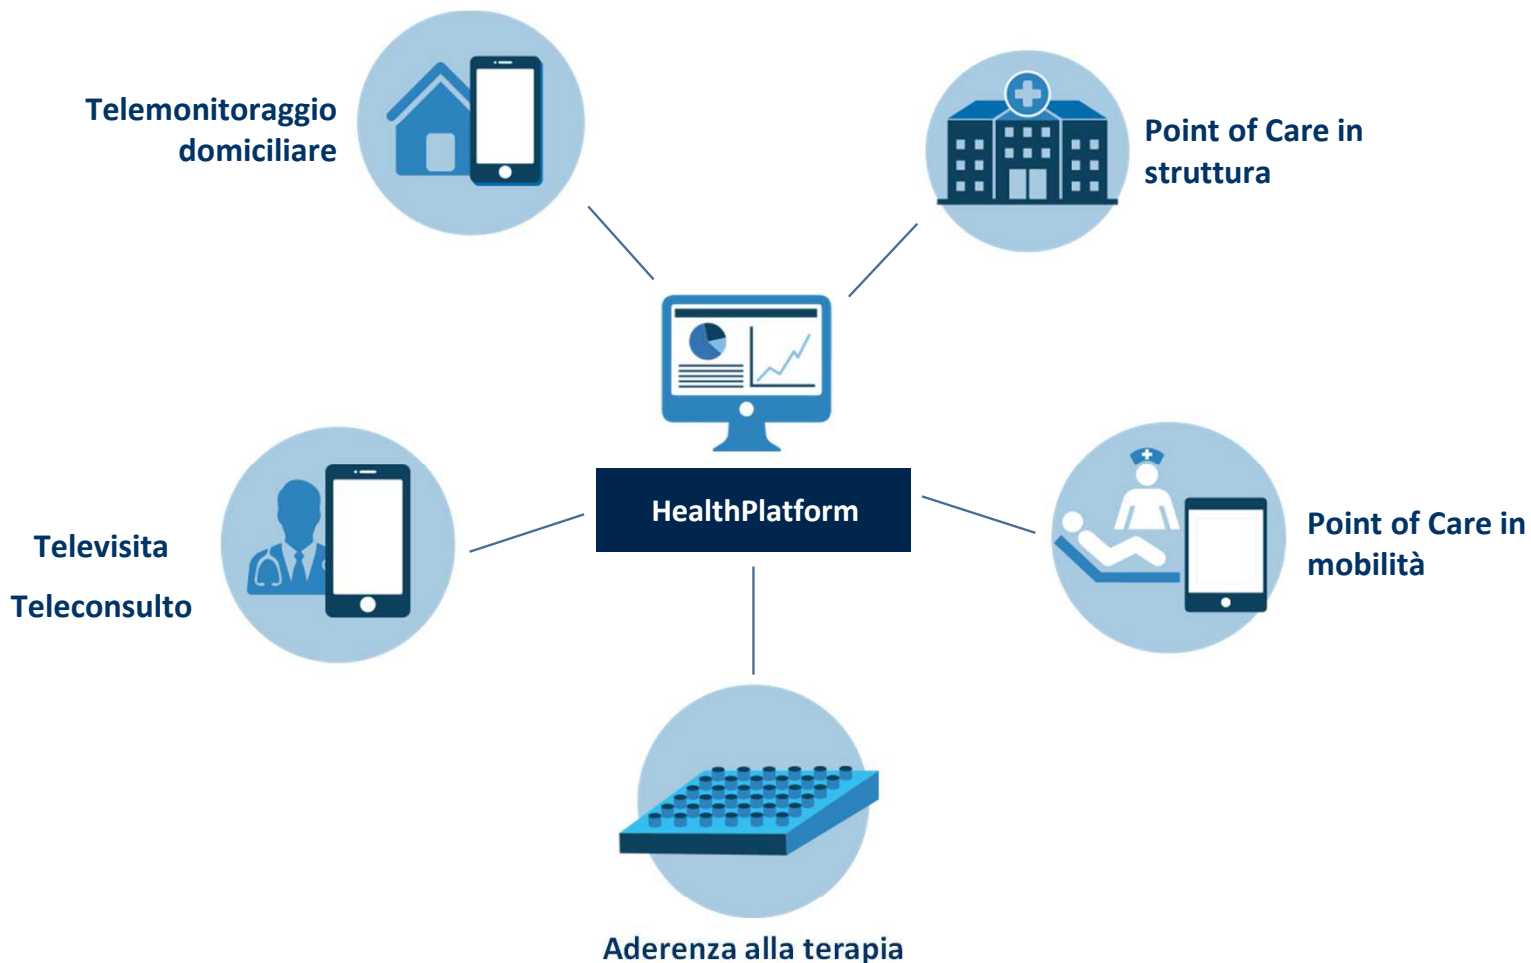 Telemonitoraggio
domiciliare
Point of Care in
struttura
HealthPlatform
Televisita
Teleconsulto
Point of Care in
mobilità
Aderenza alla terapia